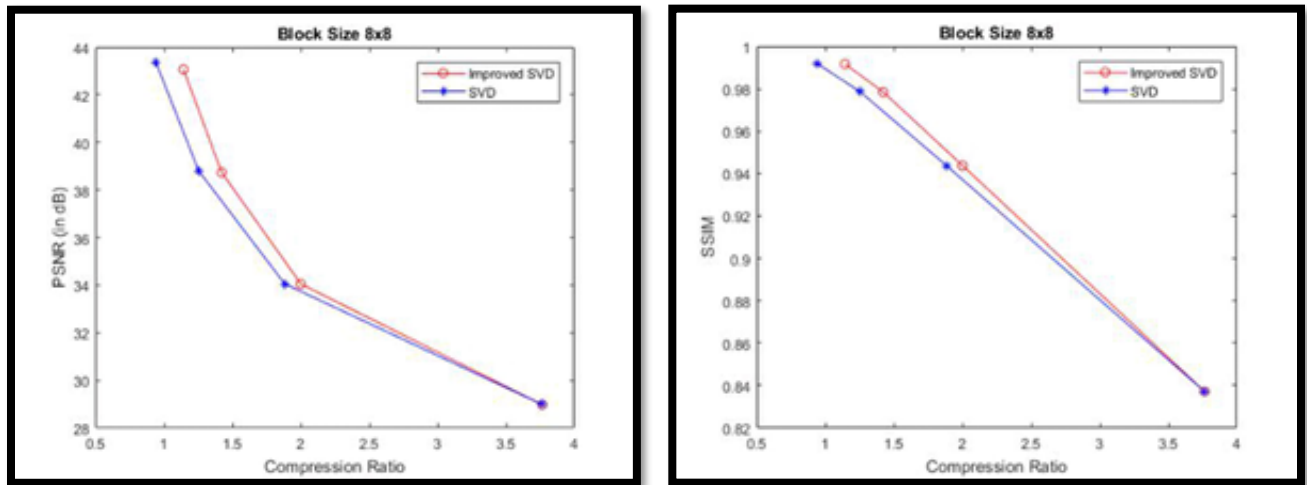 Block Size 8x8
44
42
40
38
36
34
32
30
28
PSNR (in dB)
Improved SVD
SVD
0.5 1 1.5 2 2.5 3 3.5 4
Compression Ratio
Block Size 8x8
1
0.98
0.96
0.94
0.92
0.9
0.88
0.86
0.84
0.82
SSIM
Improved SVD
SVD
0.5 1 1.5 2 2.5 3 3.5 4
Compression Ratio